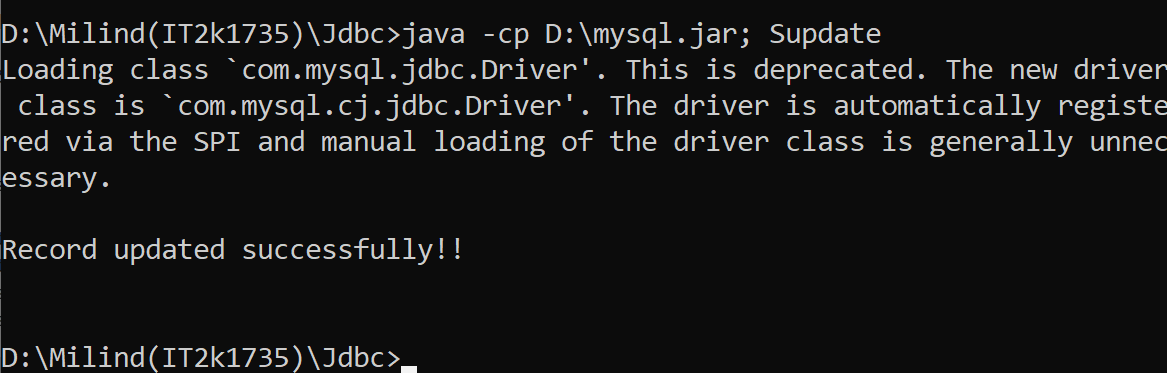 D:\Milind(IT2k1735)\Jdbc>java -cp D:\mysql.jar; Supdate
Loading class `com.mysql.jdbc.Driver'. This is deprecated. The new driver
 class is `com.mysql.cj.jdbc.Driver'. The driver is automatically registe
red via the SPI and manual loading of the driver class is generally unnec
essary.
Record updated successfully!!
D:\Milind(IT2k1735)\Jdbc>